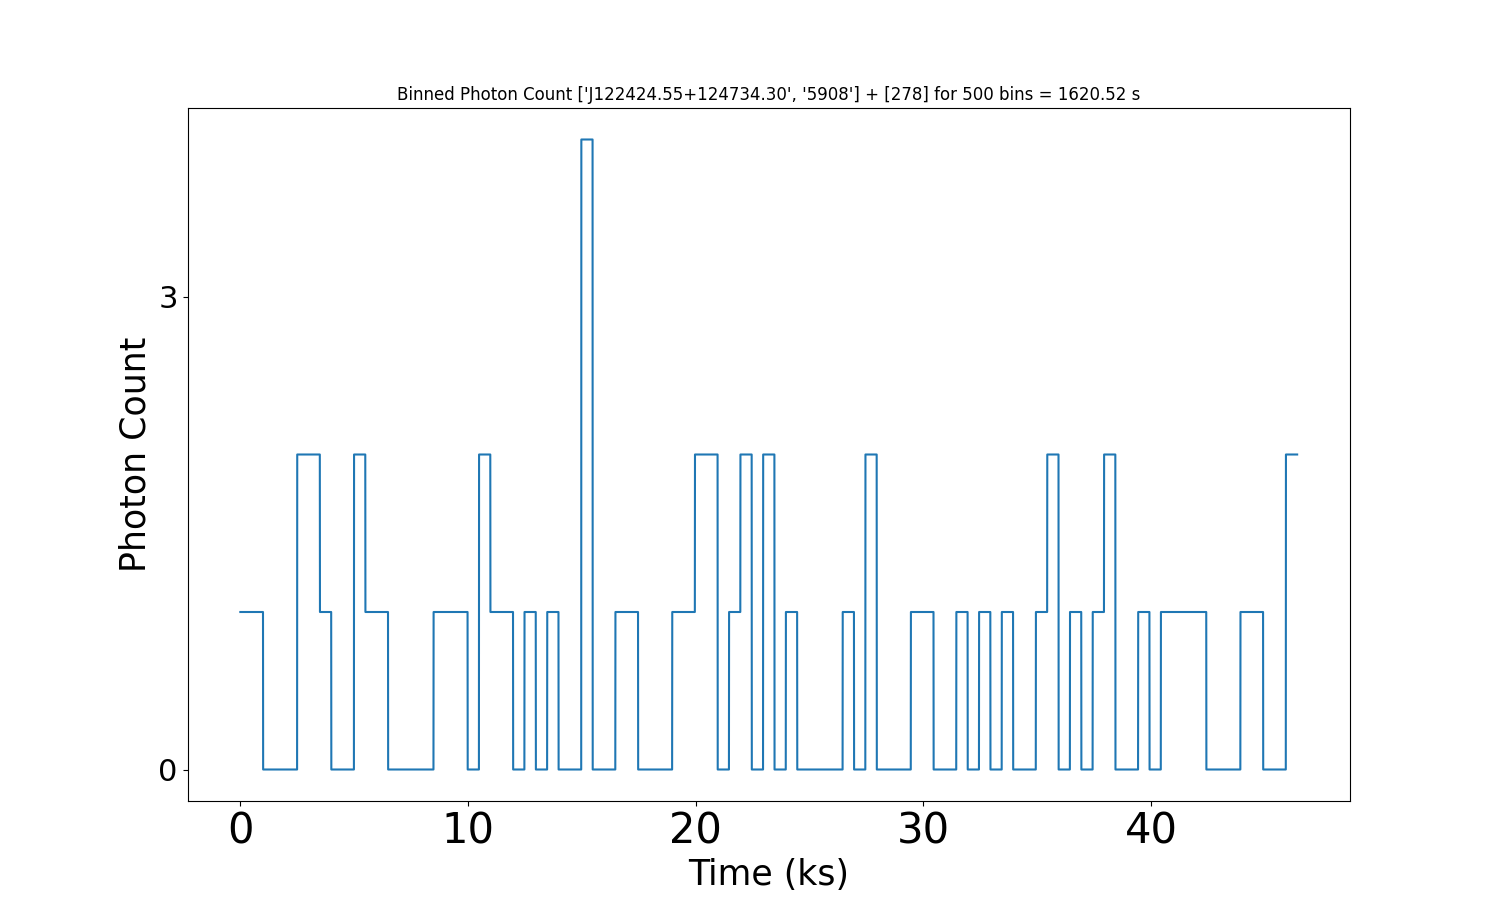 Binned Photon Count ['J122424.55+124734.30', '5908'] + [278] for 500 bins = 1620.52 s
3
0
Photon Count
0 10 20 30 40
Time (ks)